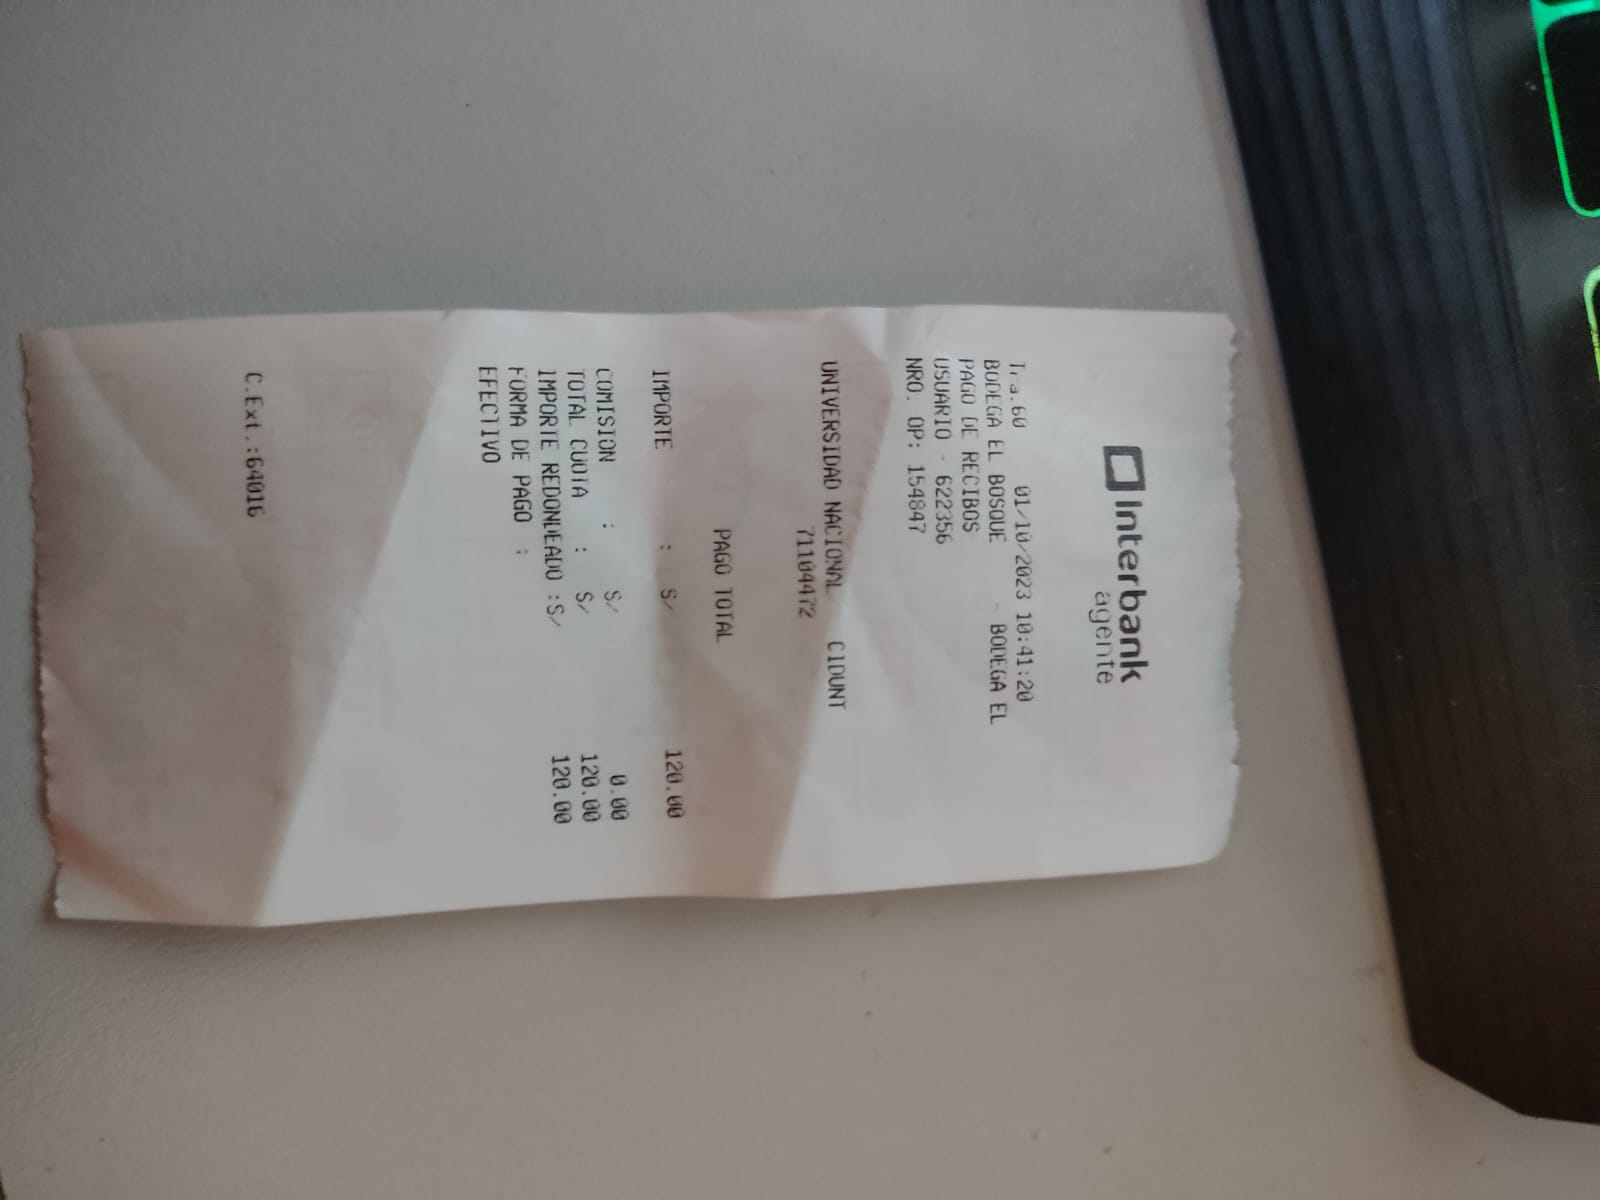 Interbank
agente
Tra.60 01/10/2023 10:41:20
BODEGA EL BOSQUE - BODEGA EL
PAGO DE RECIBOS
USUARIO - 622356
NRO. OP: 154847
UNIVERSIDAD NACIONAL CIDUNT
71104472
PAGO TOTAL
IMPORTE : S/ 120.00
COMISION : S/ 0.00
TOTAL CUOTA : S/ 120.00
IMPORTE REDONDEADO :S/ 120.00
FORMA DE PAGO :
EFECTIVO
C.Ext.:64016